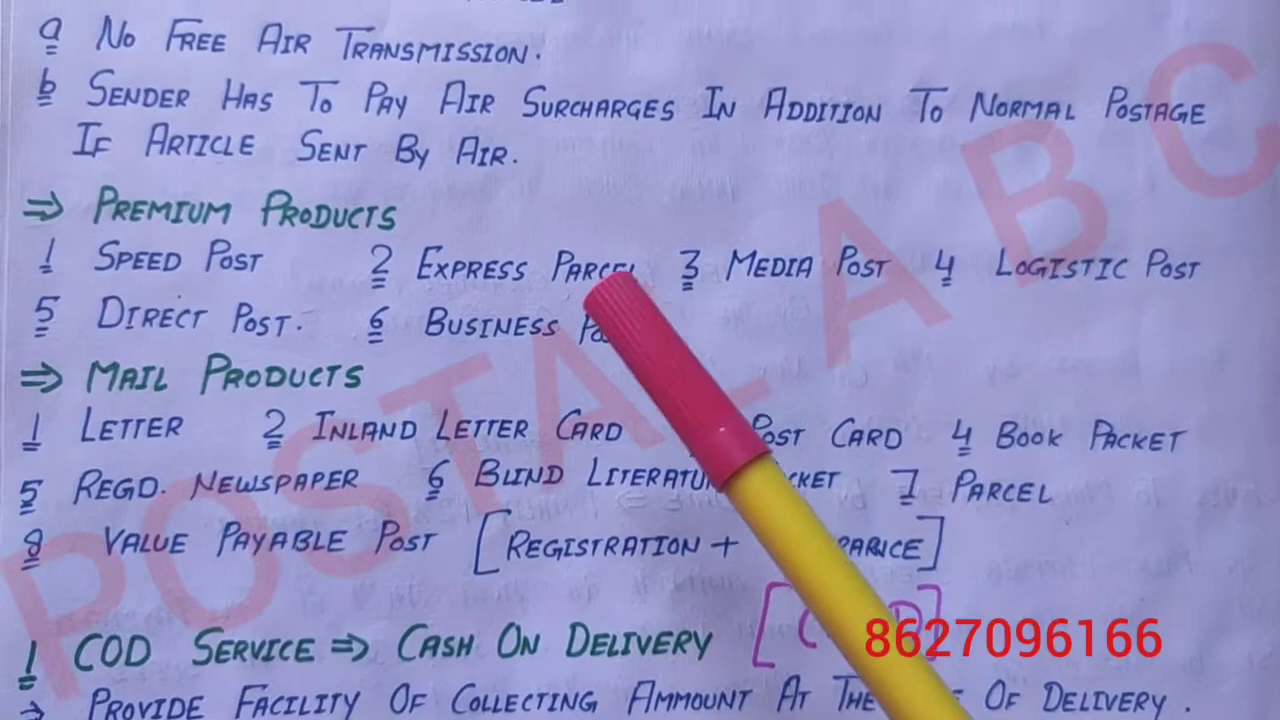 a No FREE AIR TRANSMISSION.
b SENDER HAS TO PAY AIR SURCHARGES IN ADDITION TO NORMAL POSTAGE
IF ARTICLE SENT BY AIR.
⇒ PREMIUM PRODUCTS
1 SPEED POST 2 EXPRESS PARCEL 3 MEDIA POST 4 LOGISTIC POST
5 DIRECT POST. 6 BUSINESS
⇒ MAIL PRODUCTS
1 LETTER 2 INLAND LETTER CARD POST CARD 4 BOOK PACKET
5 REGD. NEWSPAPER 6 BLIND 7 PARCEL
8 VALUE PAYABLE POST [REGISTRATION +
1 COD SERVICE ⇒ CASH ON DELIVERY
8627096166
⇒ PROVIDE FACILITY OF COLLECTING AMMOUNT AT OF DELIVERY.
POSTAL ABC